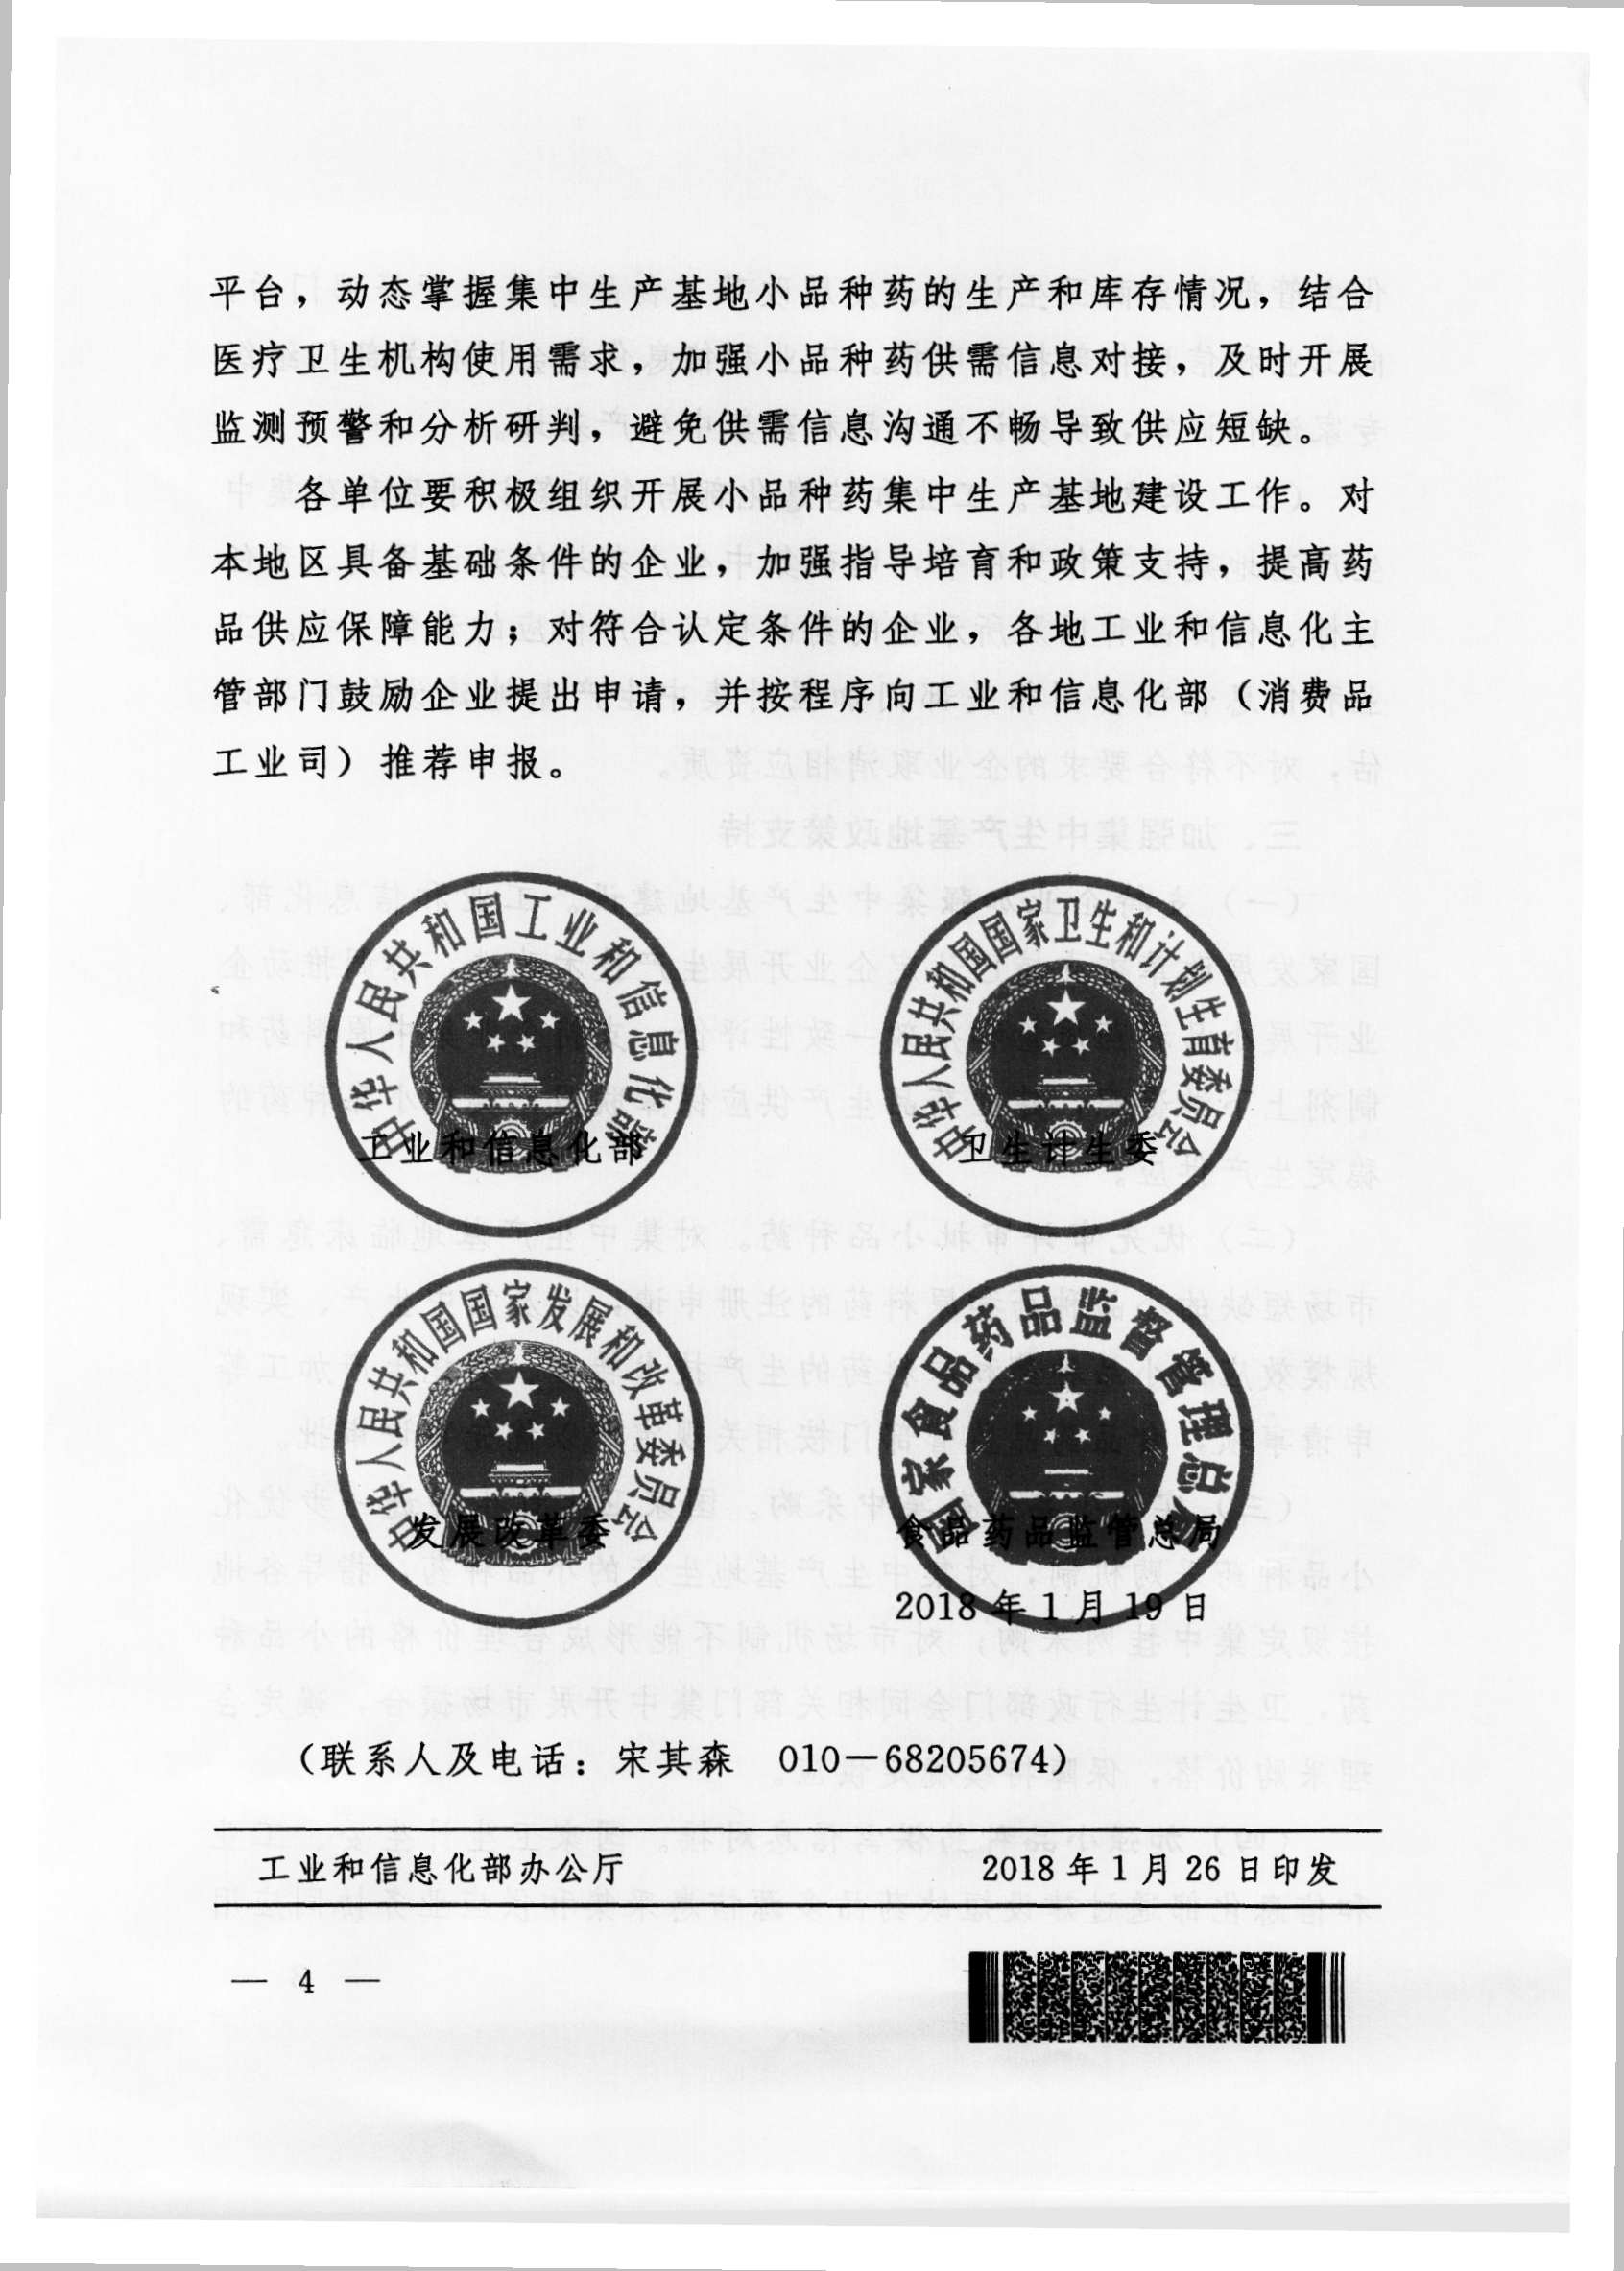 平台，动态掌握集中生产基地小品种药的生产和库存情况，结合
医疗卫生机构使用需求，加强小品种药供需信息对接，及时开展
监测预警和分析研判，避免供需信息沟通不畅导致供应短缺。
各单位要积极组织开展小品种药集中生产基地建设工作。对
本地区具备基础条件的企业，加强指导培育和政策支持，提高药
品供应保障能力；对符合认定条件的企业，各地工业和信息化主
管部门鼓励企业提出申请，并按程序向工业和信息化部（消费品
工业司）推荐申报。
中华人民共和国工业和信息化部
工业和信息化部
中华人民共和国国家卫生和计划生育委员会
卫生计生委
中华人民共和国国家发展和改革委员会
发展改革委
国家食品药品监督管理总局
食品药品监管总局
2018年1月19日
（联系人及电话：宋其森 010－68205674）
工业和信息化部办公厅 2018年1月26日印发
— 4 —